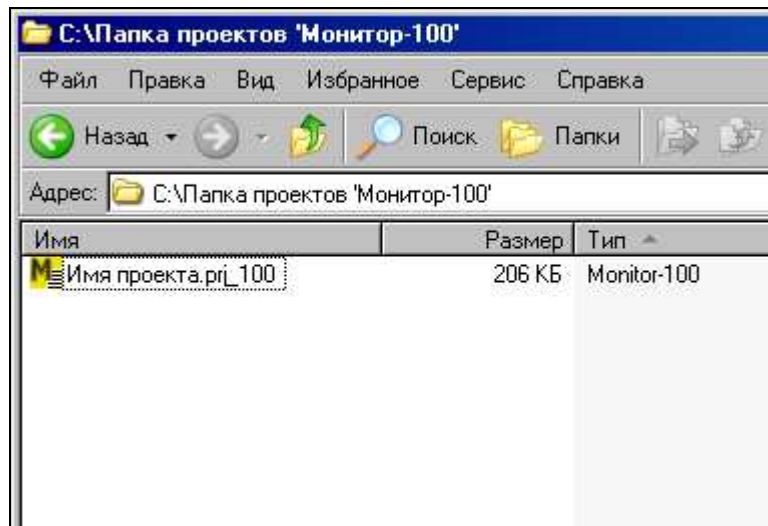 C:\Папка проектов 'Монитор-100'
Файл Правка Вид Избранное Сервис Справка
Назад Поиск Папки
Адрес: C:\Папка проектов 'Монитор-100'
Имя Размер Тип
M Имя проекта.prj_100 206 КБ Monitor-100